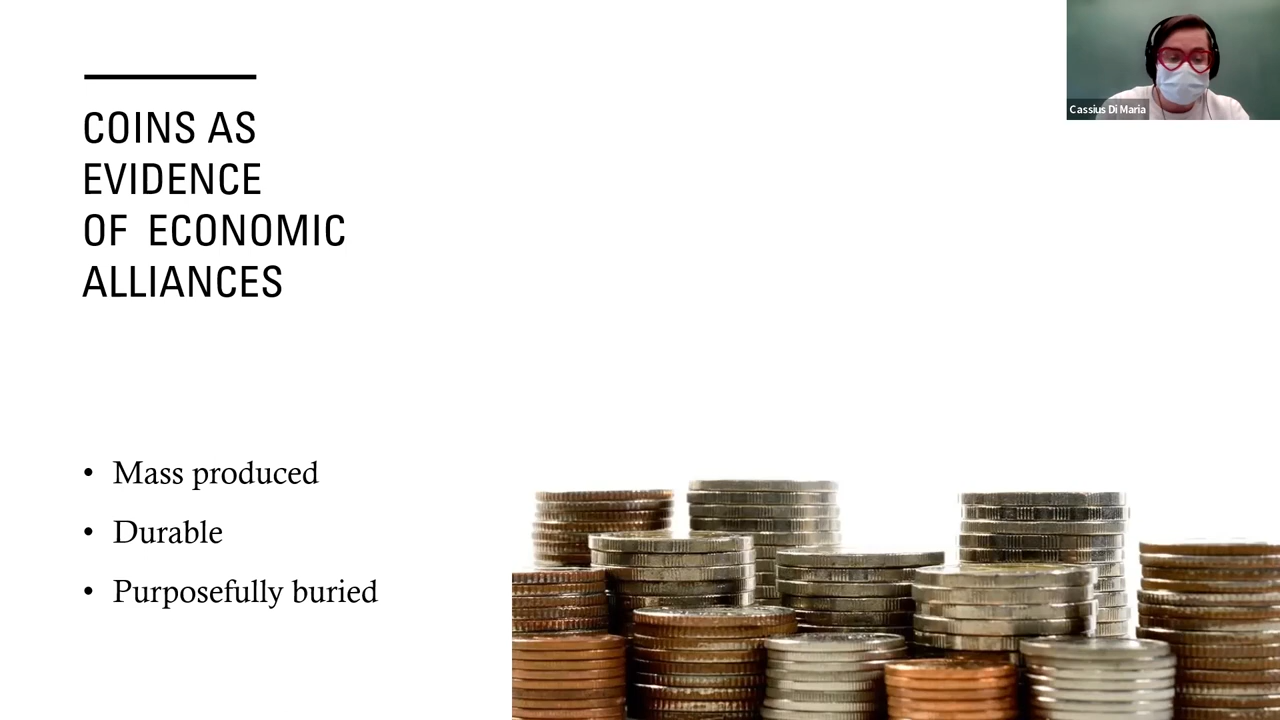 COINS AS
EVIDENCE
OF ECONOMIC
ALLIANCES
• Mass produced
• Durable
• Purposefully buried
Cassius Di Maria